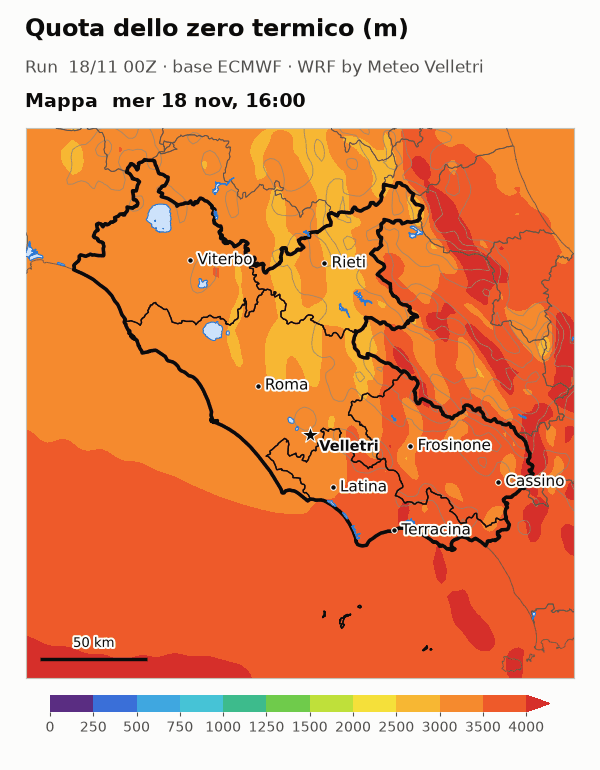 Quota dello zero termico (m)
Run  18/11 00Z · base ECMWF · WRF by Meteo Velletri
Mappa  mer 18 nov, 16:00
Viterbo
Rieti
Roma
Velletri
Frosinone
Latina
Cassino
Terracina
50 km
0 250 500 750 1000 1250 1500 2000 2500 3000 3500 4000